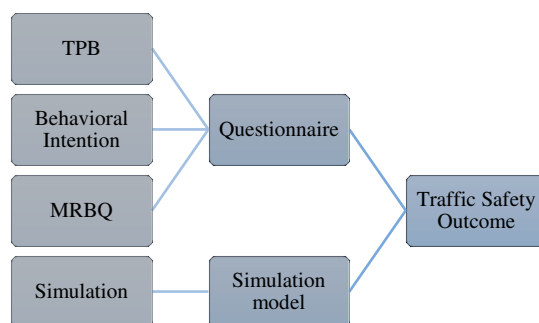 TPB
Behavioral
Intention
MRBQ
Simulation
Questionnaire
Simulation
model
Traffic Safety
Outcome